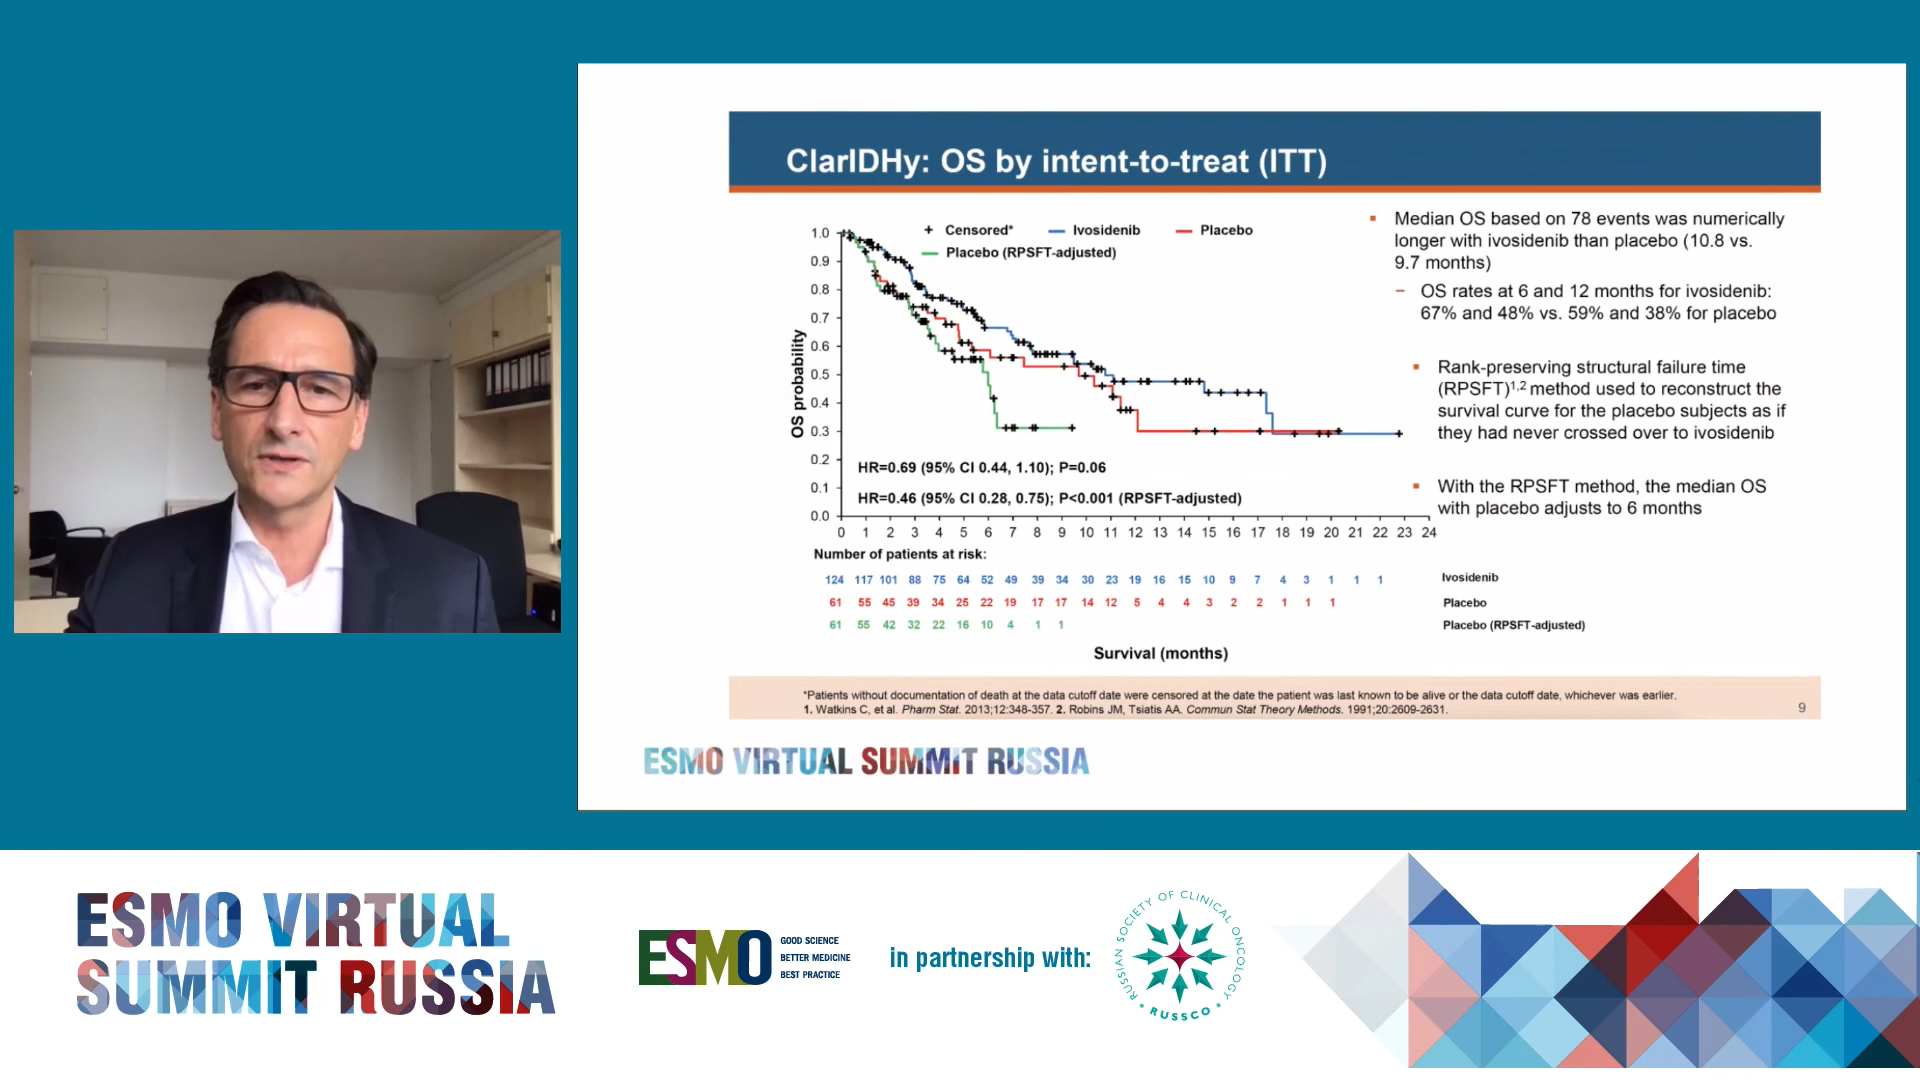 ClarIDHy: OS by intent-to-treat (ITT)
Censored* Ivosidenib Placebo
Placebo (RPSFT-adjusted)
OS probability
1.0
0.9
0.8
0.7
0.6
0.5
0.4
0.3
0.2
0.1
0.0
HR=0.69 (95% CI 0.44, 1.10); P=0.06
HR=0.46 (95% CI 0.28, 0.75); P<0.001 (RPSFT-adjusted)
0 1 2 3 4 5 6 7 8 9 10 11 12 13 14 15 16 17 18 19 20 21 22 23 24
Number of patients at risk:
124 117 101 88 75 64 52 49 39 34 30 23 19 16 15 10 9 7 4 3 1 1 1 Ivosidenib
61 55 45 39 34 25 22 19 17 17 14 12 5 4 4 3 2 2 1 1 1 Placebo
61 55 42 32 22 16 10 4 1 1 Placebo (RPSFT-adjusted)
Survival (months)
▪ Median OS based on 78 events was numerically
longer with ivosidenib than placebo (10.8 vs.
9.7 months)
– OS rates at 6 and 12 months for ivosidenib:
67% and 48% vs. 59% and 38% for placebo
▪ Rank-preserving structural failure time
(RPSFT)1,2 method used to reconstruct the
survival curve for the placebo subjects as if
they had never crossed over to ivosidenib
▪ With the RPSFT method, the median OS
with placebo adjusts to 6 months
*Patients without documentation of death at the data cutoff date were censored at the date the patient was last known to be alive or the data cutoff date, whichever was earlier.
1. Watkins C, et al. Pharm Stat. 2013;12:348-357. 2. Robins JM, Tsiatis AA. Commun Stat Theory Methods. 1991;20:2609-2631.
9
ESMO VIRTUAL SUMMIT RUSSIA
ESMO VIRTUAL
SUMMIT RUSSIA
ESMO
GOOD SCIENCE
BETTER MEDICINE
BEST PRACTICE
in partnership with:
RUSSIAN SOCIETY OF CLINICAL ONCOLOGY
* RUSSCO *